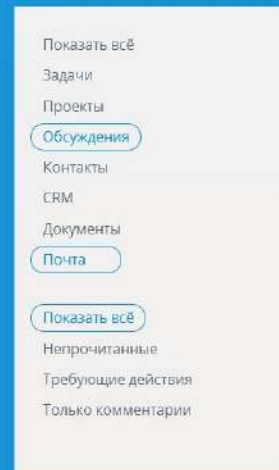 Показать всё
Задачи
Проекты
Обсуждения
Контакты
CRM
Документы
Почта
Показать всё
Непрочитанные
Требующие действия
Только комментарии